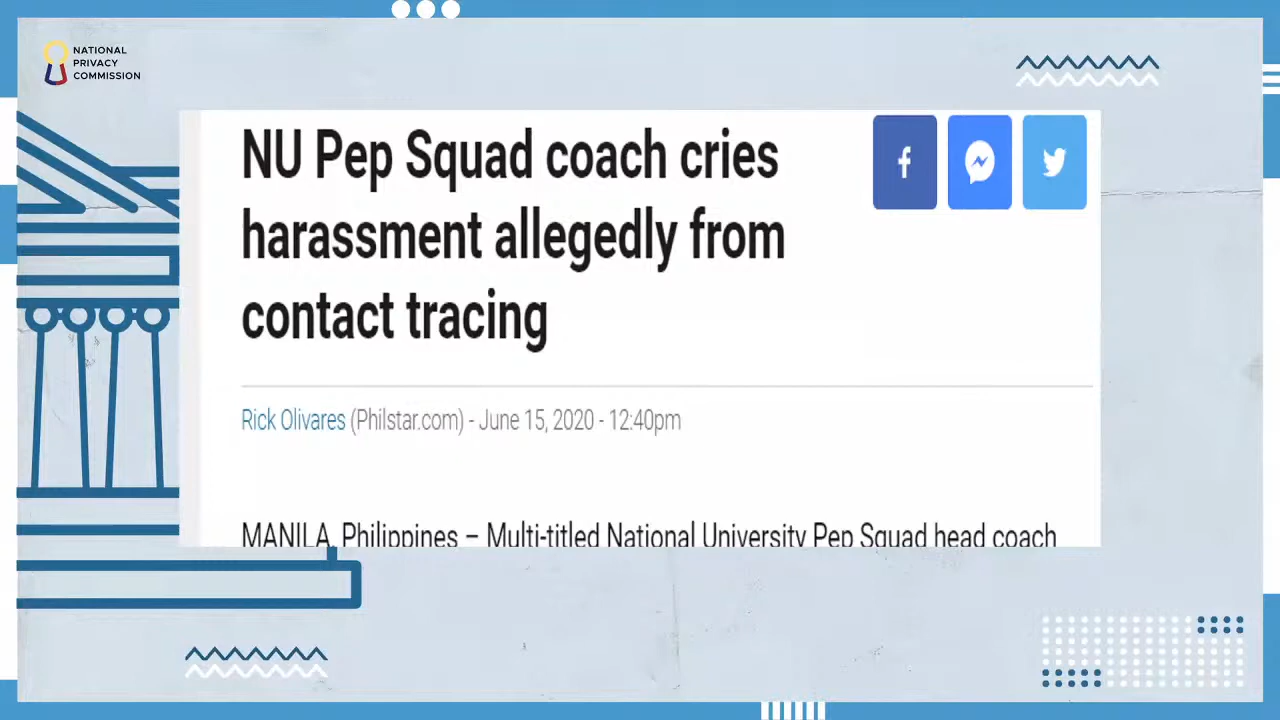 NATIONAL
PRIVACY
COMMISSION
NU Pep Squad coach cries
harassment allegedly from
contact tracing
Rick Olivares (Philstar.com) - June 15, 2020 - 12:40pm
MANILA, Philippines – Multi-titled National University Pep Squad head coach